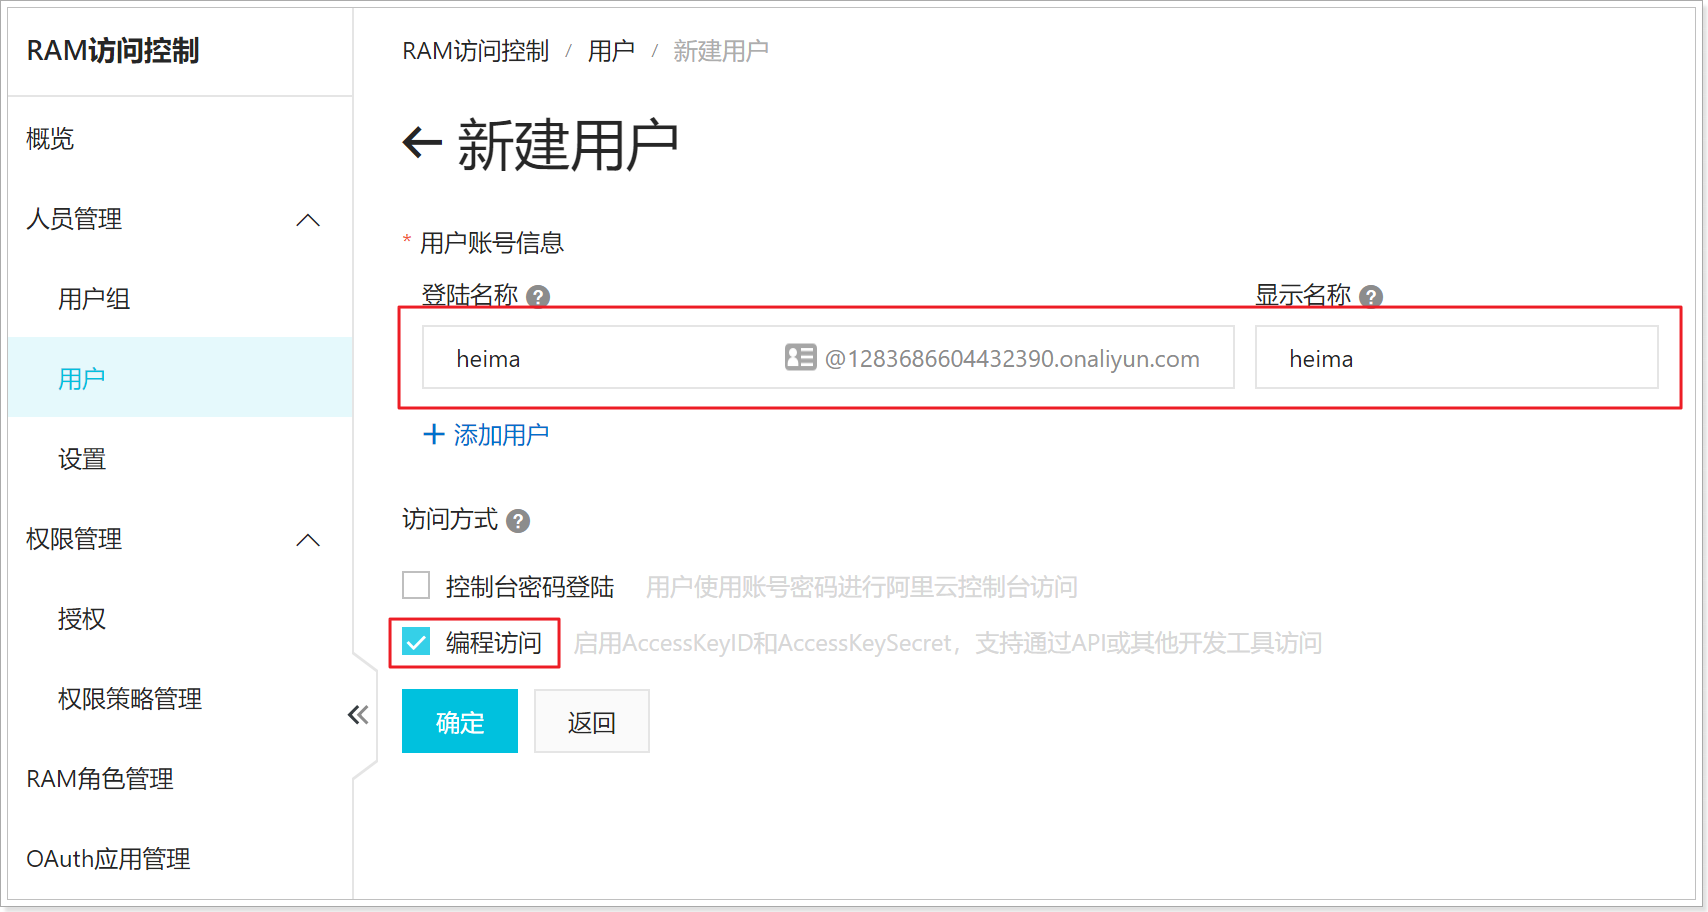 RAM访问控制
概览
人员管理
用户组
用户
设置
权限管理
授权
权限策略管理
RAM角色管理
OAuth应用管理
RAM访问控制 / 用户 / 新建用户
新建用户
* 用户账号信息
登陆名称 ? 显示名称 ?
heima @1283686604432390.onaliyun.com heima
添加用户
访问方式 ?
控制台密码登陆 用户使用账号密码进行阿里云控制台访问
编程访问 启用AccessKeyID和AccessKeySecret，支持通过API或其他开发工具访问
确定 返回